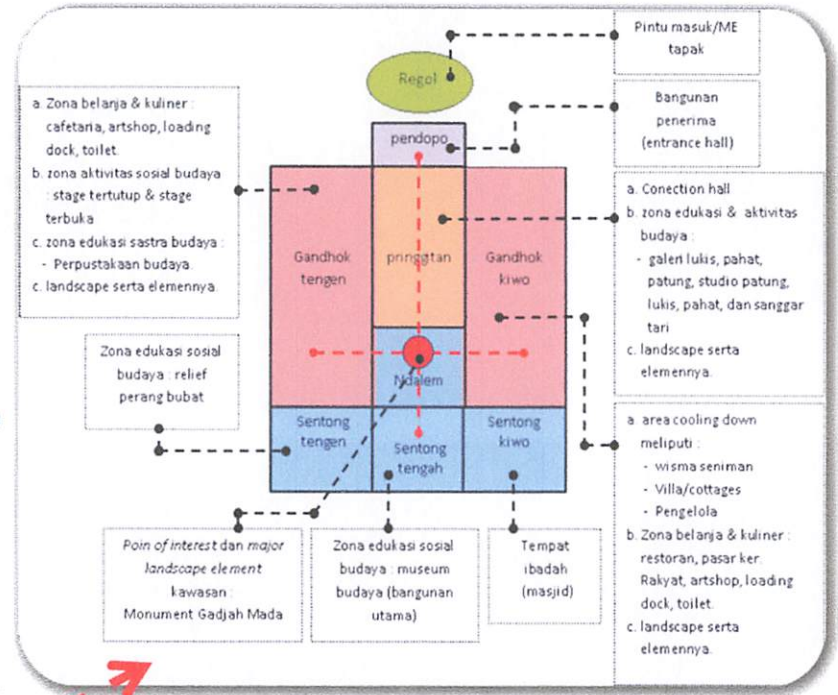 Pintu masuk/ME
tapak
Regol
a. Zona belanja & kuliner :
cafetaria, artshop, loading
dock, toilet.
b. zona aktivitas sosial budaya
: stage tertutup & stage
terbuka
c. zona edukasi sastra budaya :
- Perpustakaan budaya.
c. landscape serta elemennya.
Bangunan
penerima
(entrance hall)
pendopo
a. Conection hall
b. zona edukasi & aktivitas
budaya :
- galeri lukis, pahat,
patung, studio patung,
lukis, pahat, dan sanggar
tari
c. landscape serta
elemennya.
Gandhok
tengen
pringgitan
Gandhok
kiwo
Zona edukasi sosial
budaya : relief
perang bubat
Ndalem
Sentong
tengen
Sentong
tengah
Sentong
kiwo
a area cooling down
meliputi :
- wisma seniman
- Villa/cottages
- Pengelola
b. Zona belanja & kuliner :
restoran, pasar ker.
Rakyat, artshop, loading
dock, toilet.
c. landscape serta
elemennya.
Poin of interest dan major
landscape element
kawasan :
Monument Gadjah Mada
Zona edukasi sosial
budaya : museum
budaya (bangunan
utama)
Tempat
ibadah
(masjid)